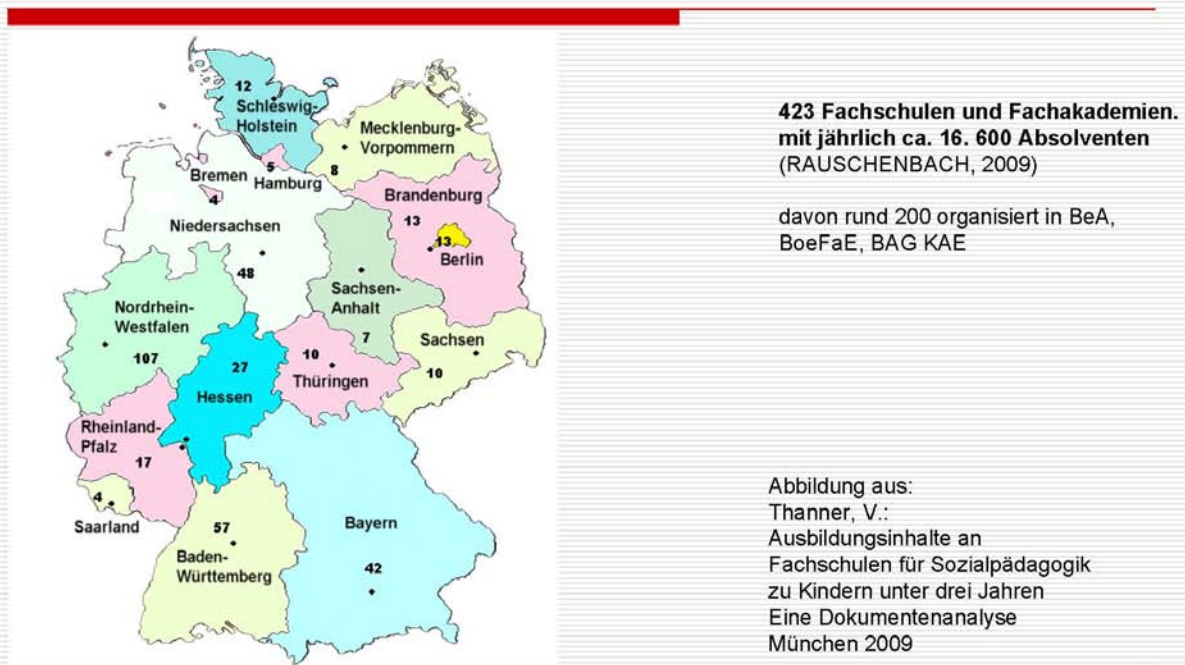 12
Schleswig-
Holstein
Mecklenburg-
Vorpommern
8
5
Hamburg
Bremen
4
Niedersachsen
48
Brandenburg
13
13
Berlin
Sachsen-
Anhalt
7
Nordrhein-
Westfalen
107
27
Hessen
10
Thüringen
Sachsen
10
Rheinland-
Pfalz
17
4
Saarland
57
Baden-
Württemberg
Bayern
42
423 Fachschulen und Fachakademien.
mit jährlich ca. 16. 600 Absolventen
(RAUSCHENBACH, 2009)
davon rund 200 organisiert in BeA,
BoeFaE, BAG KAE
Abbildung aus:
Thanner, V.:
Ausbildungsinhalte an
Fachschulen für Sozialpädagogik
zu Kindern unter drei Jahren
Eine Dokumentenanalyse
München 2009